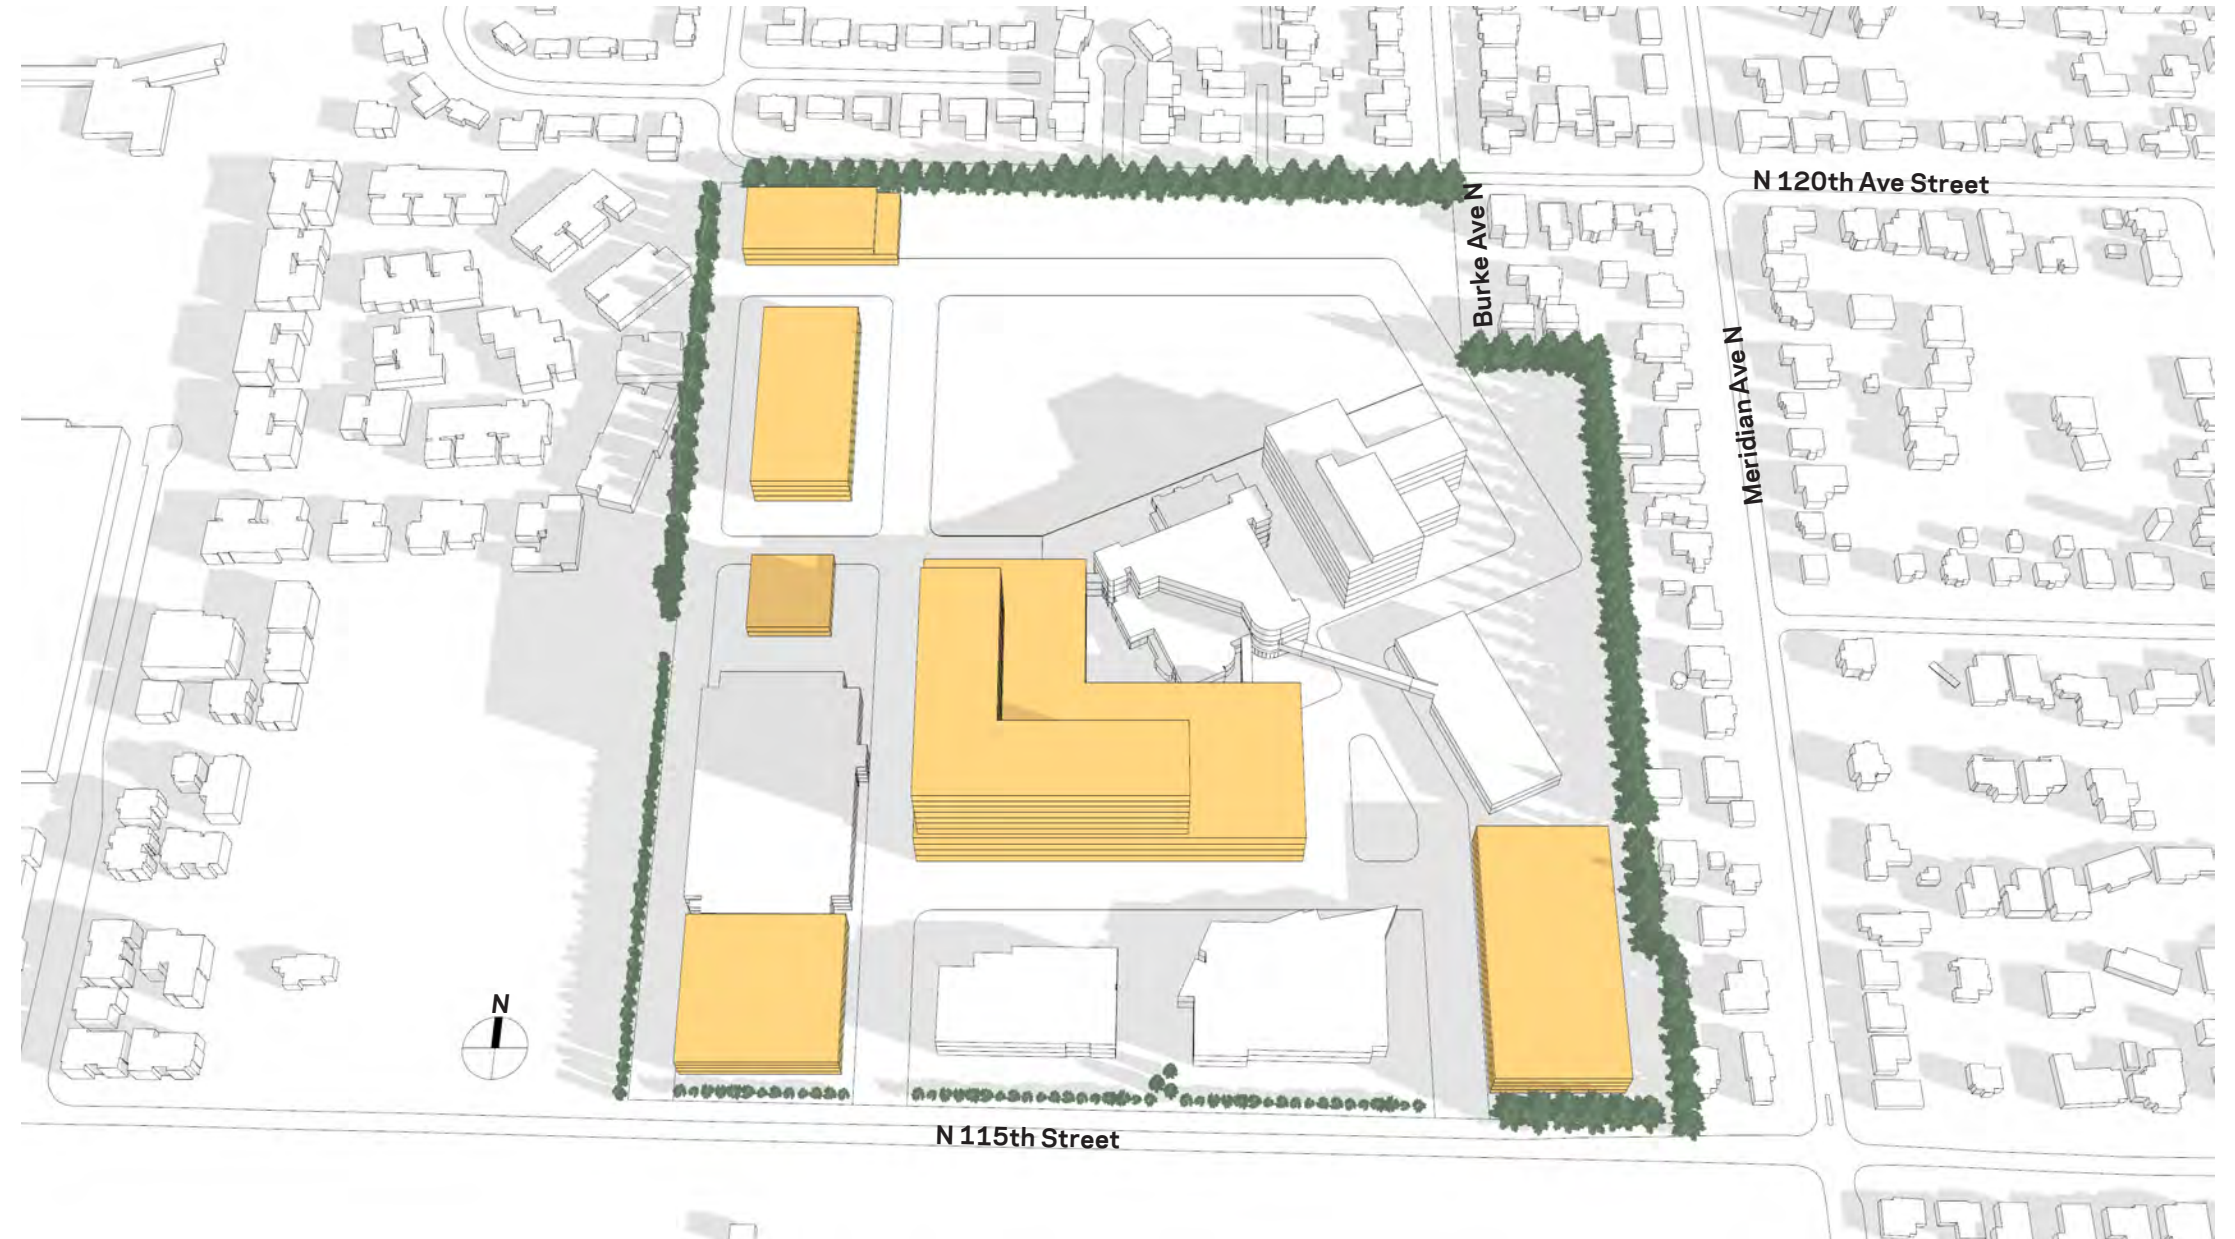 N 120th Ave Street
Burke Ave N
Meridian Ave N
N
N 115th Street